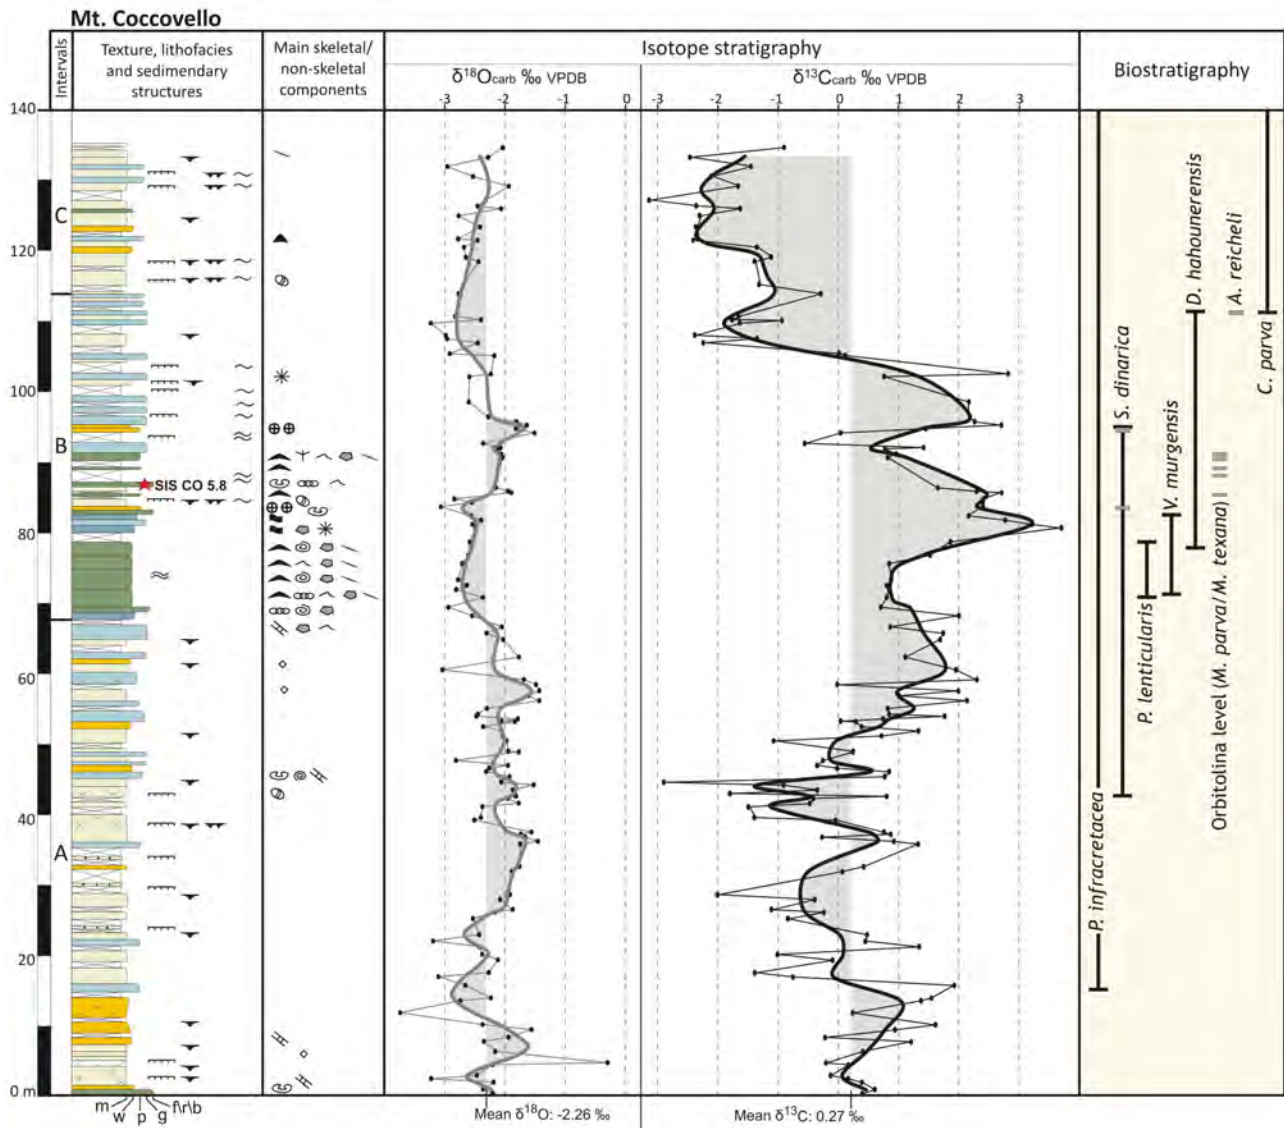 Mt. Coccovello
Intervals
Texture, lithofacies
and sedimendary
structures
Main skeletal/
non-skeletal
components
Isotope stratigraphy
δ18Ocarb ‰ VPDB
δ13Ccarb ‰ VPDB
Biostratigraphy
-3 -2 -1 0
-3 -2 -1 0 1 2 3
140
120
100
80
60
40
20
0 m
C
B
A
SIS CO 5.8
m w p g f\r\b
Mean δ18O: -2.26 ‰
Mean δ13C: 0.27 ‰
P. infracretacea
S. dinarica
P. lenticularis
V. murgensis
D. hahounerensis
Orbitolina level (M. parva/M. texana)
A. reicheli
C. parva